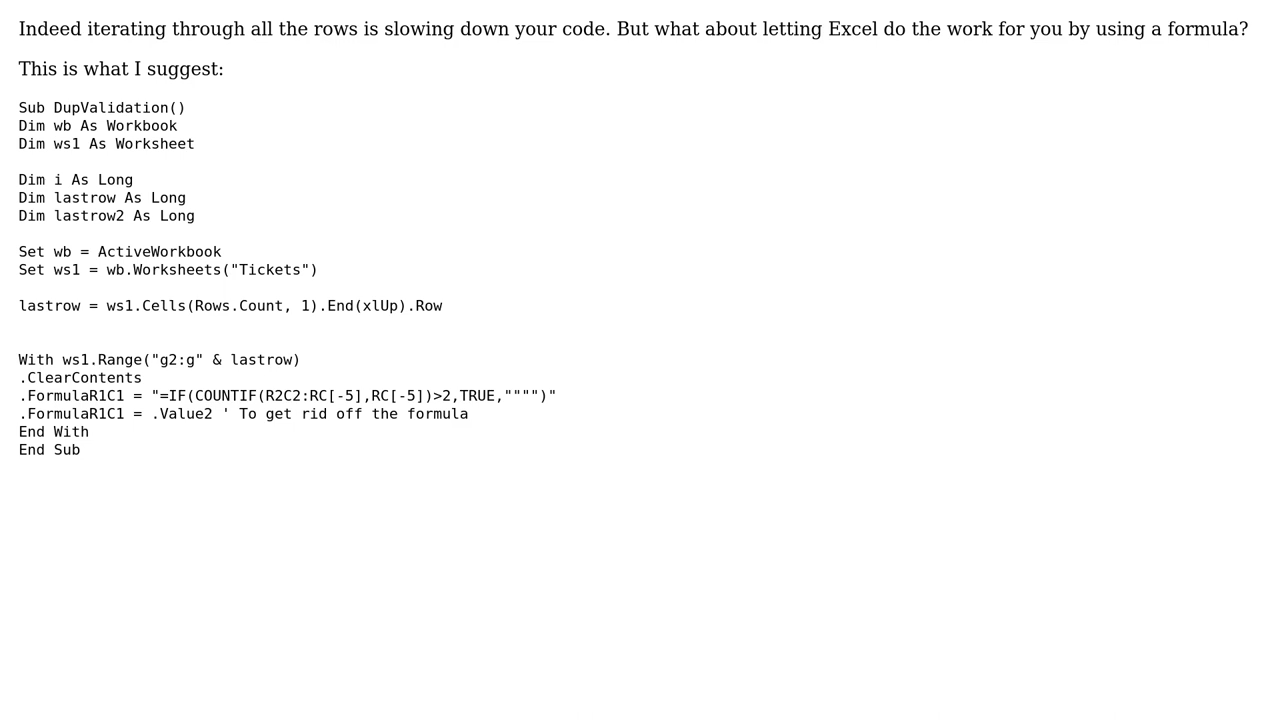 Indeed iterating through all the rows is slowing down your code. But what about letting Excel do the work for you by using a formula?
This is what I suggest:
Sub DupValidation()
Dim wb As Workbook
Dim ws1 As Worksheet
Dim i As Long
Dim lastrow As Long
Dim lastrow2 As Long
Set wb = ActiveWorkbook
Set ws1 = wb.Worksheets("Tickets")
lastrow = ws1.Cells(Rows.Count, 1).End(xlUp).Row
With ws1.Range("g2:g" & lastrow)
.ClearContents
.FormulaR1C1 = "=IF(COUNTIF(R2C2:RC[-5],RC[-5])>2,TRUE,"""")"
.FormulaR1C1 = .Value2 ' To get rid off the formula
End With
End Sub